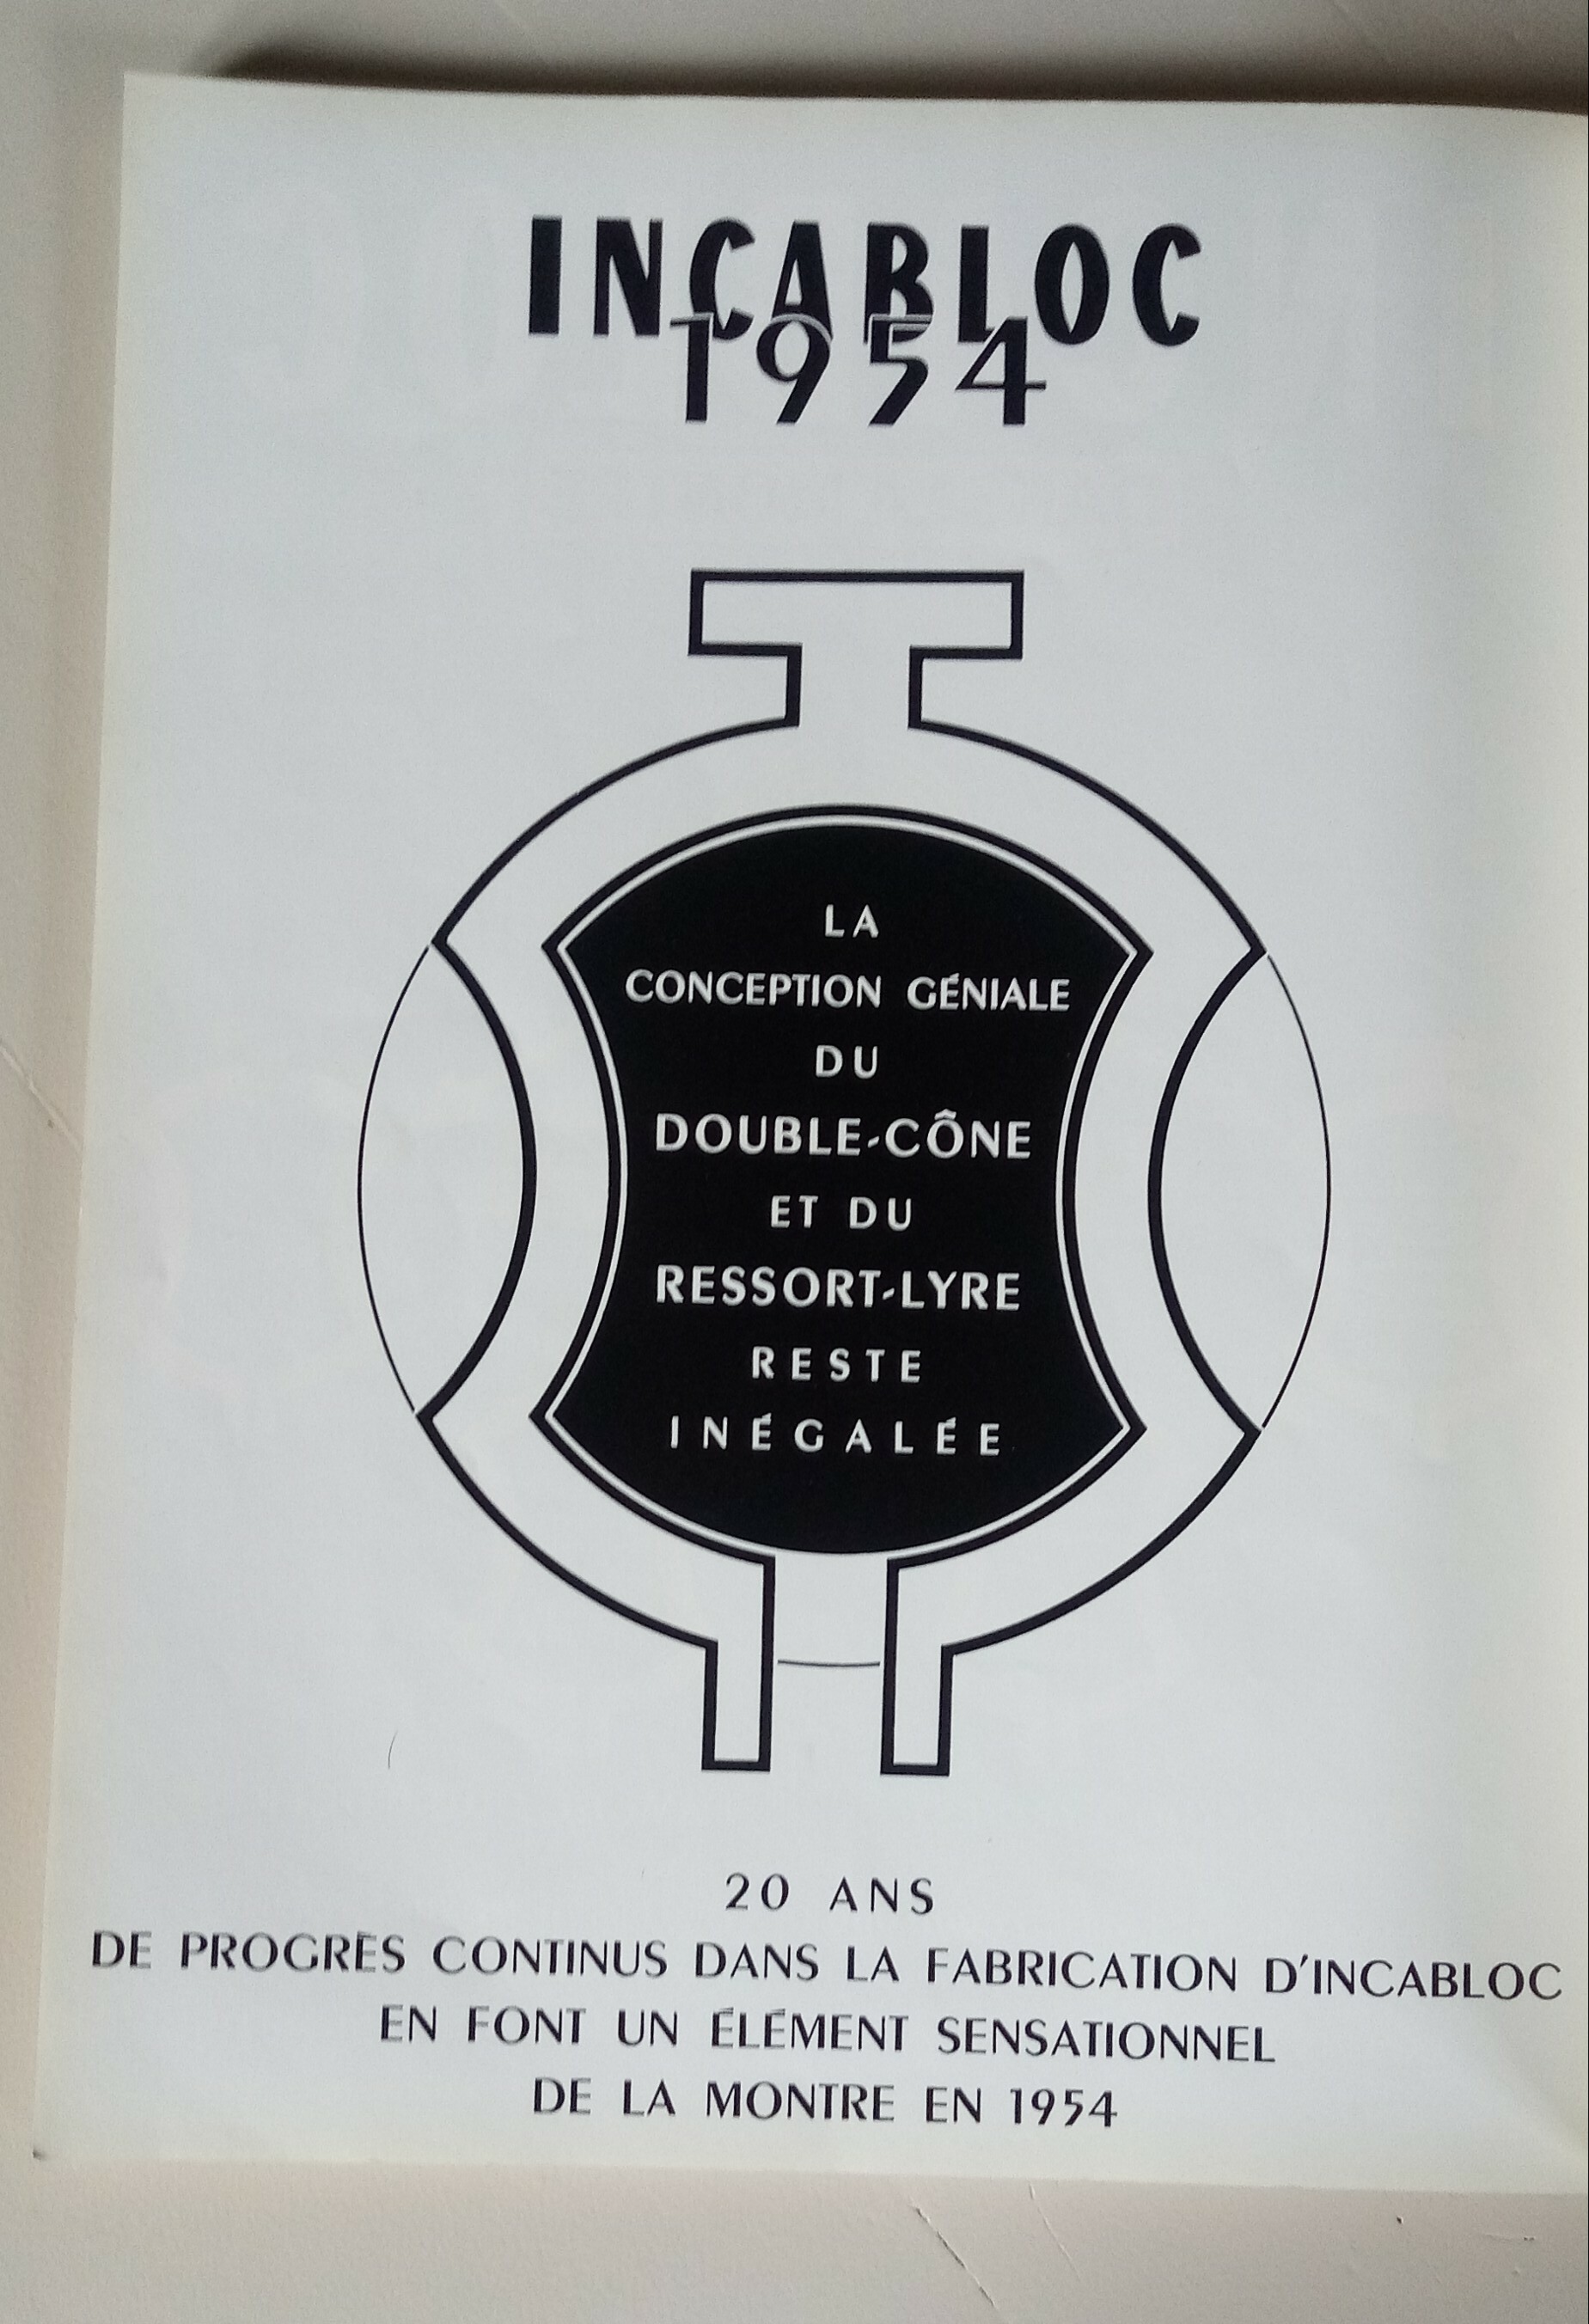 INCABLOC
1954
LA
CONCEPTION GÉNIALE
DU
DOUBLE-CÔNE
ET DU
RESSORT-LYRE
RESTE
INÉGALÉE
20 ANS
DE PROGRÈS CONTINUS DANS LA FABRICATION D'INCABLOC
EN FONT UN ÉLÉMENT SENSATIONNEL
DE LA MONTRE EN 1954